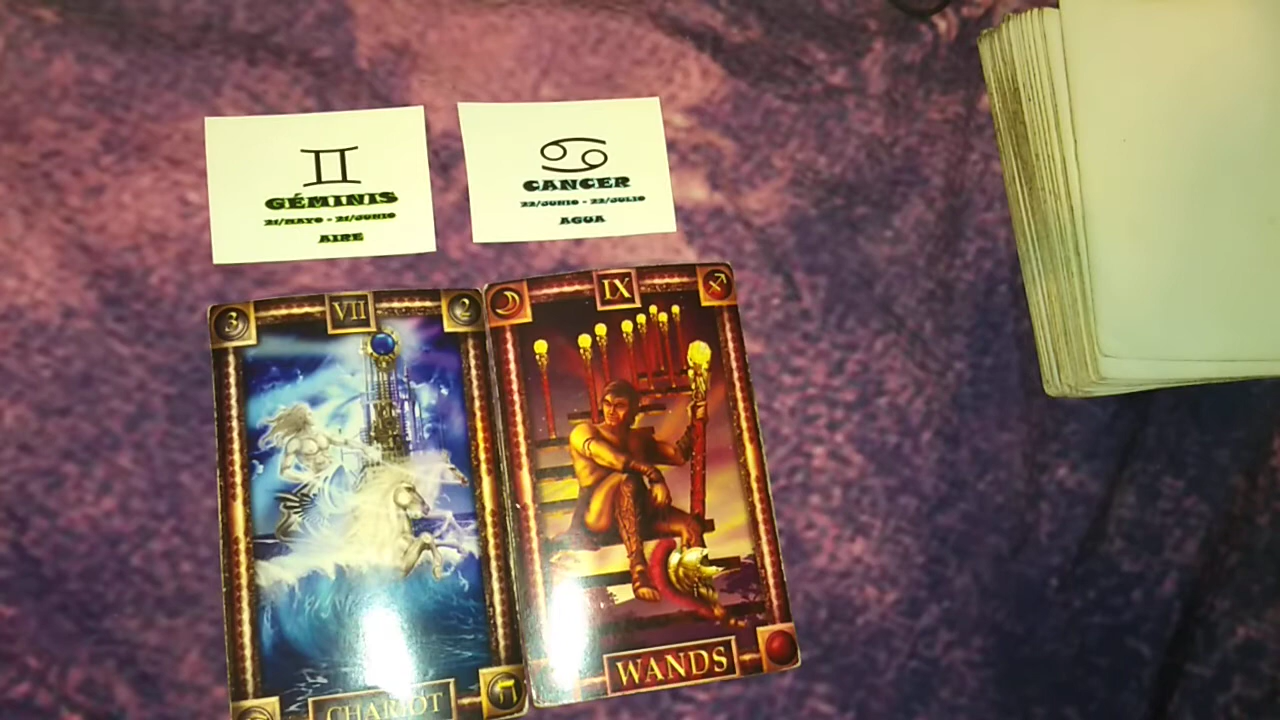 GÉMINIS
21/MAYO - 21/JUNIO
AIRE
CANCER
22/JUNIO - 22/JULIO
AGUA
3 VII 2
CHARIOT
ח
IX
WANDS